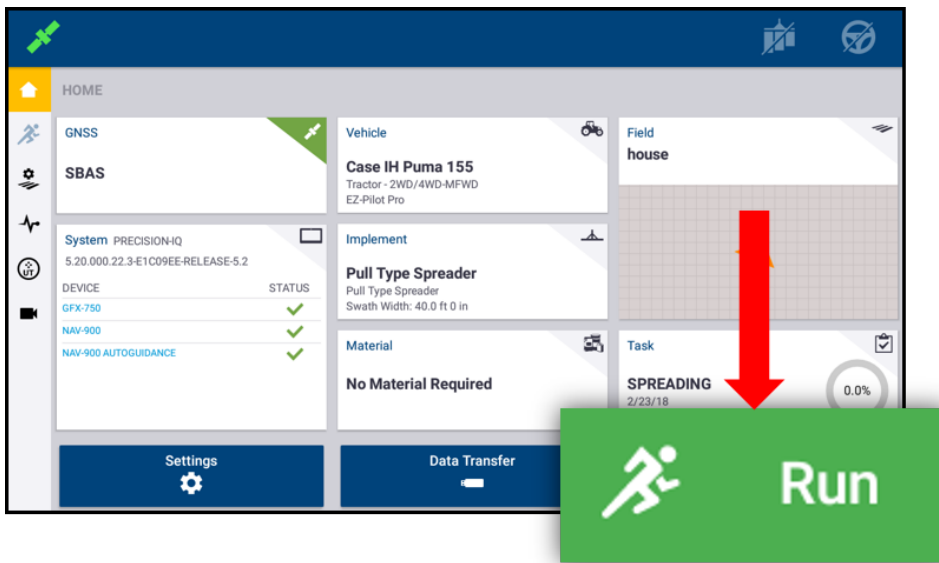 HOME
GNSS
SBAS
Vehicle
Case IH Puma 155
Tractor - 2WD/4WD-MFWD
EZ-Pilot Pro
Field
house
System PRECISION-IQ
5.20.000.22.3-E1C09EE-RELEASE-5.2
DEVICE STATUS
GFX-750
NAV-900
NAV-900 AUTOGUIDANCE
Implement
Pull Type Spreader
Pull Type Spreader
Swath Width: 40.0 ft 0 in
Material
No Material Required
Task
SPREADING
2/23/18
0.0%
UT
Settings
Data Transfer
Run